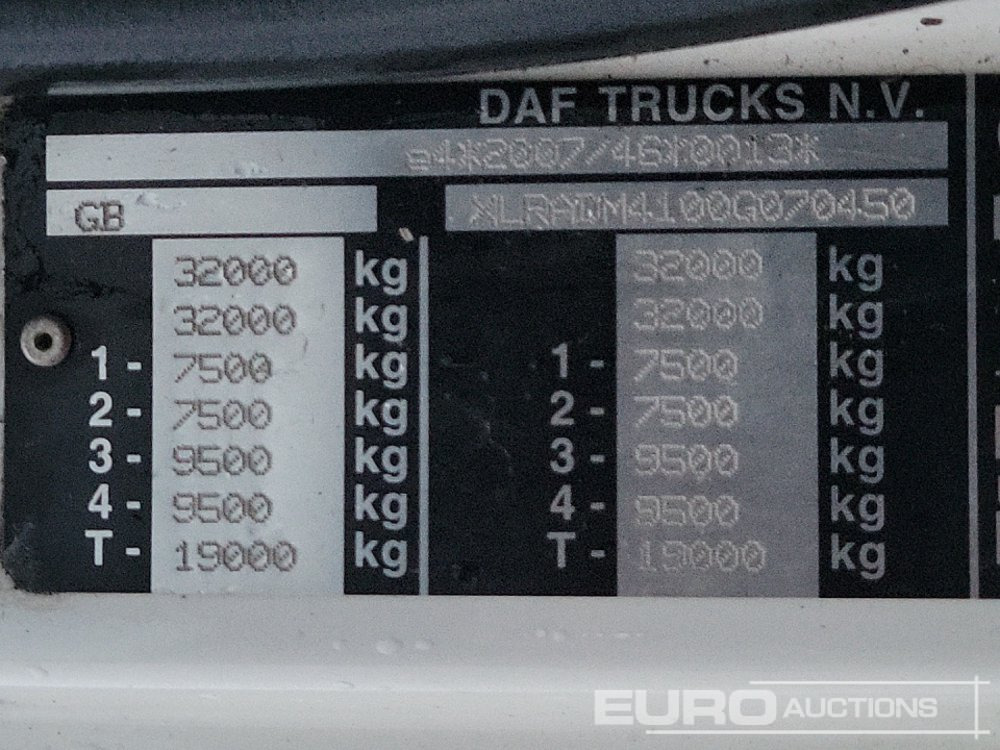 DAF TRUCKS N.V.
e4*2007/46*0013*
GB XLRADM4100G070450
32000 kg 32000 kg
32000 kg 32000 kg
1 - 7500 kg 1 - 7500 kg
2 - 7500 kg 2 - 7500 kg
3 - 9500 kg 3 - 9500 kg
4 - 9500 kg 4 - 9500 kg
T - 19000 kg T - 19000 kg
EURO AUCTIONS